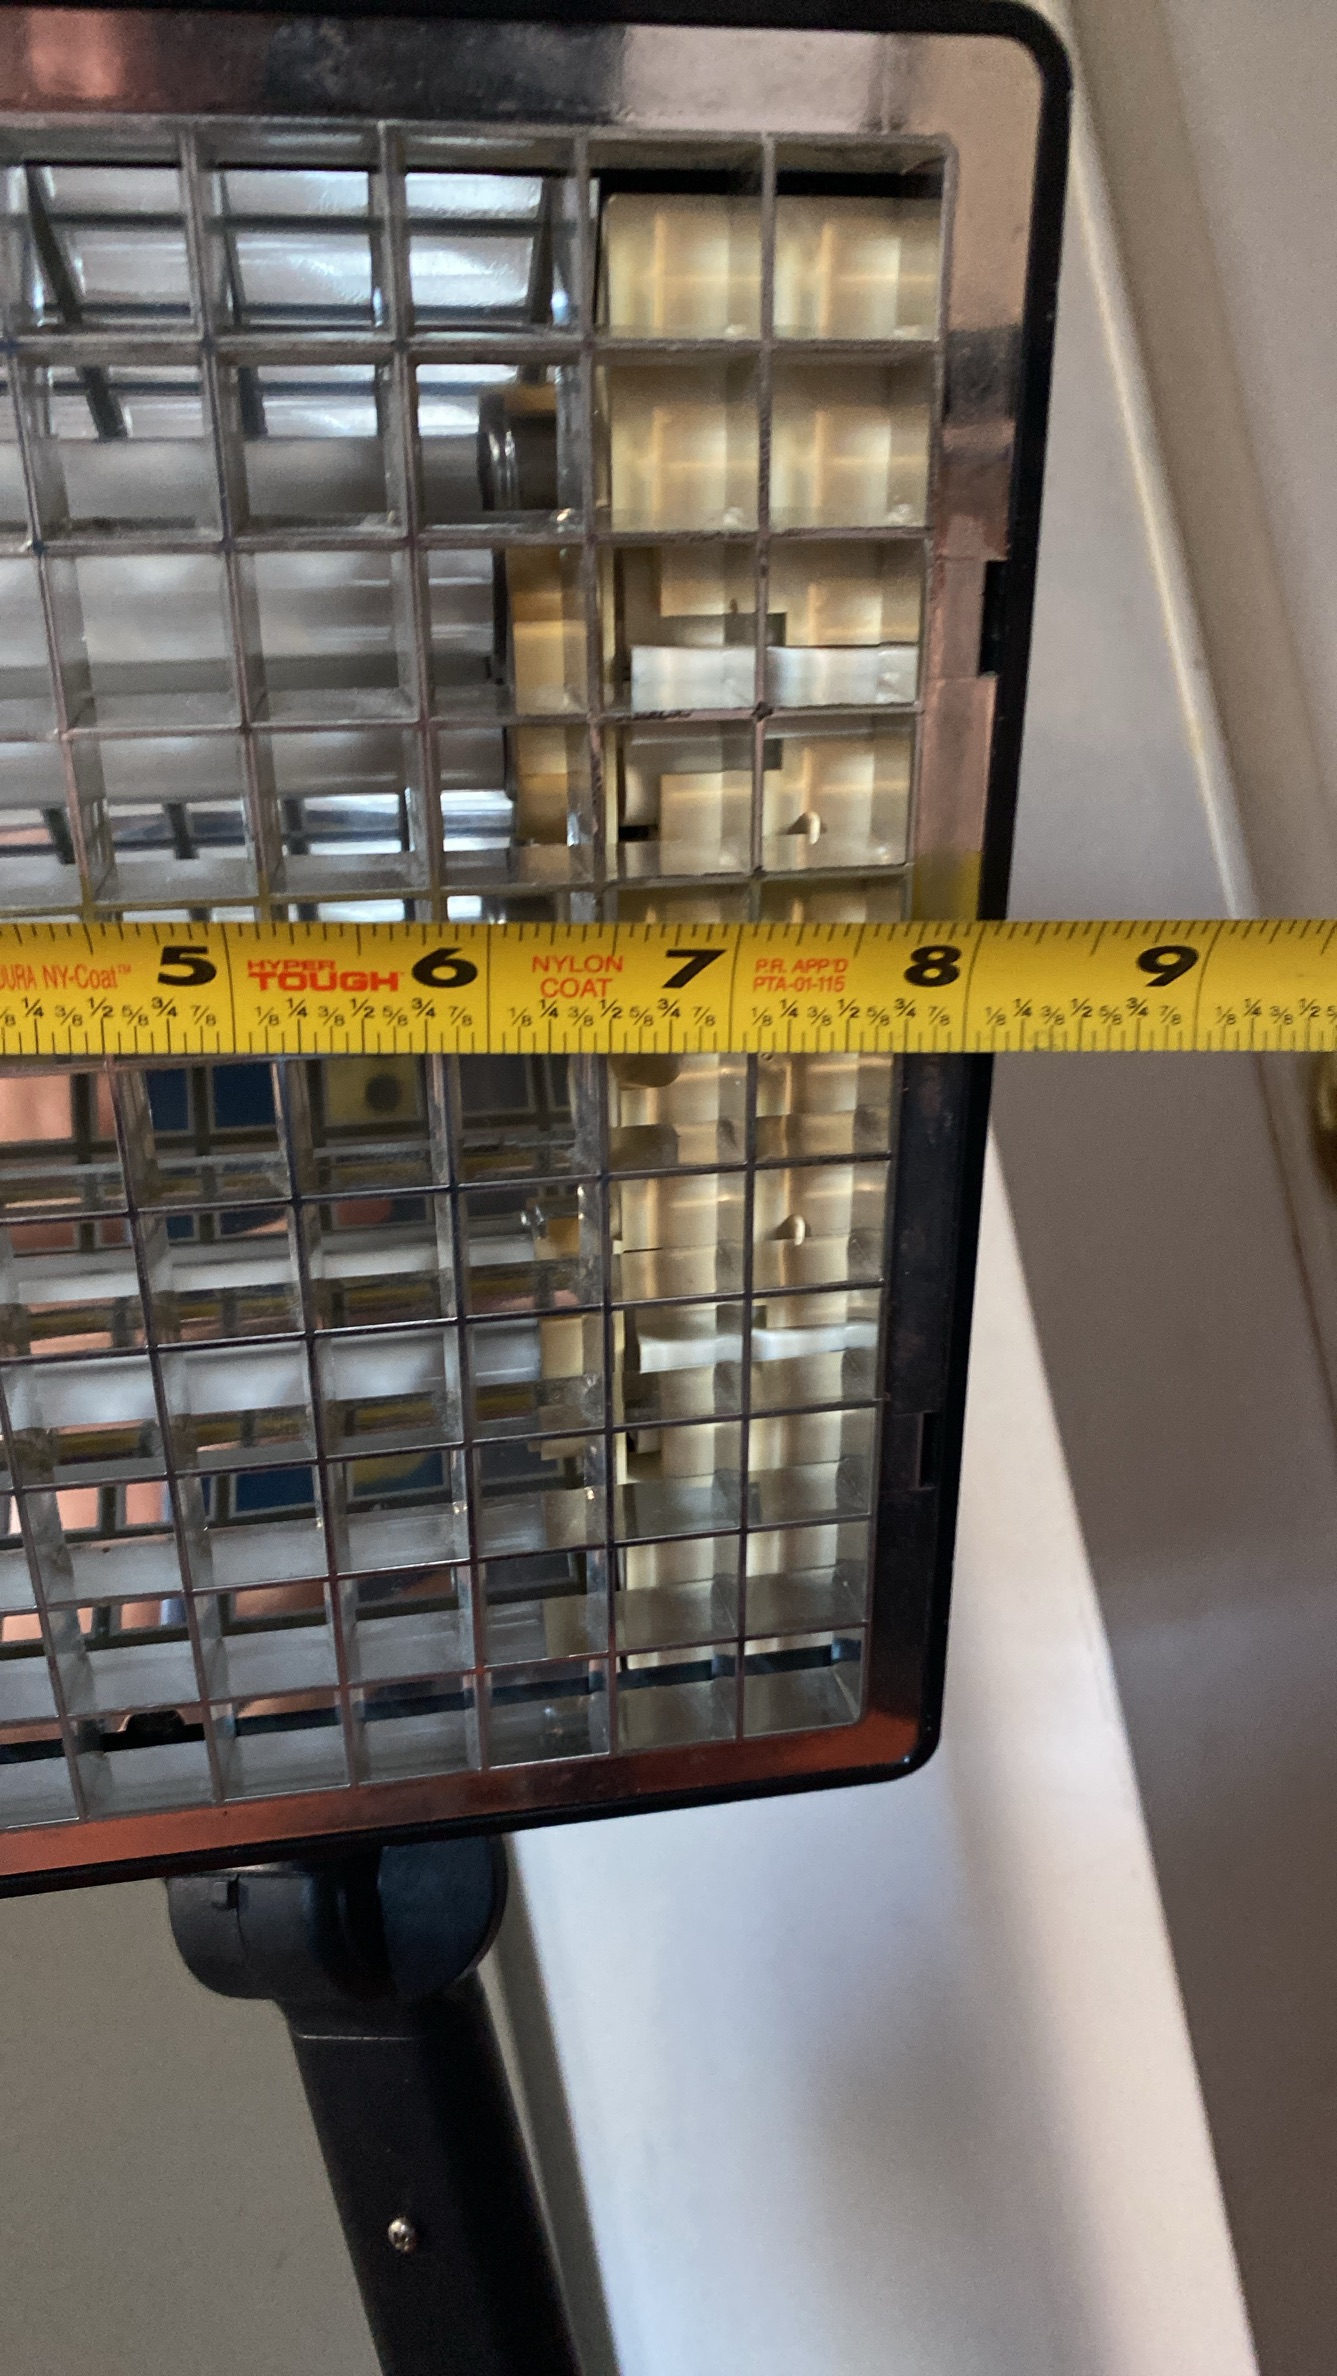 5 HYPER 6 NYLON 7 P.R. APP'D 8 9
DURA NY-Coat™ TOUGH™ COAT PTA-01-115
1/8 1/4 3/8 1/2 5/8 3/4 7/8 1/8 1/4 3/8 1/2 5/8 3/4 7/8 1/8 1/4 3/8 1/2 5/8 3/4 7/8 1/8 1/4 3/8 1/2 5/8 3/4 7/8 1/8 1/4 3/8 1/2 5/8 3/4 7/8 1/8 1/4 3/8 1/2